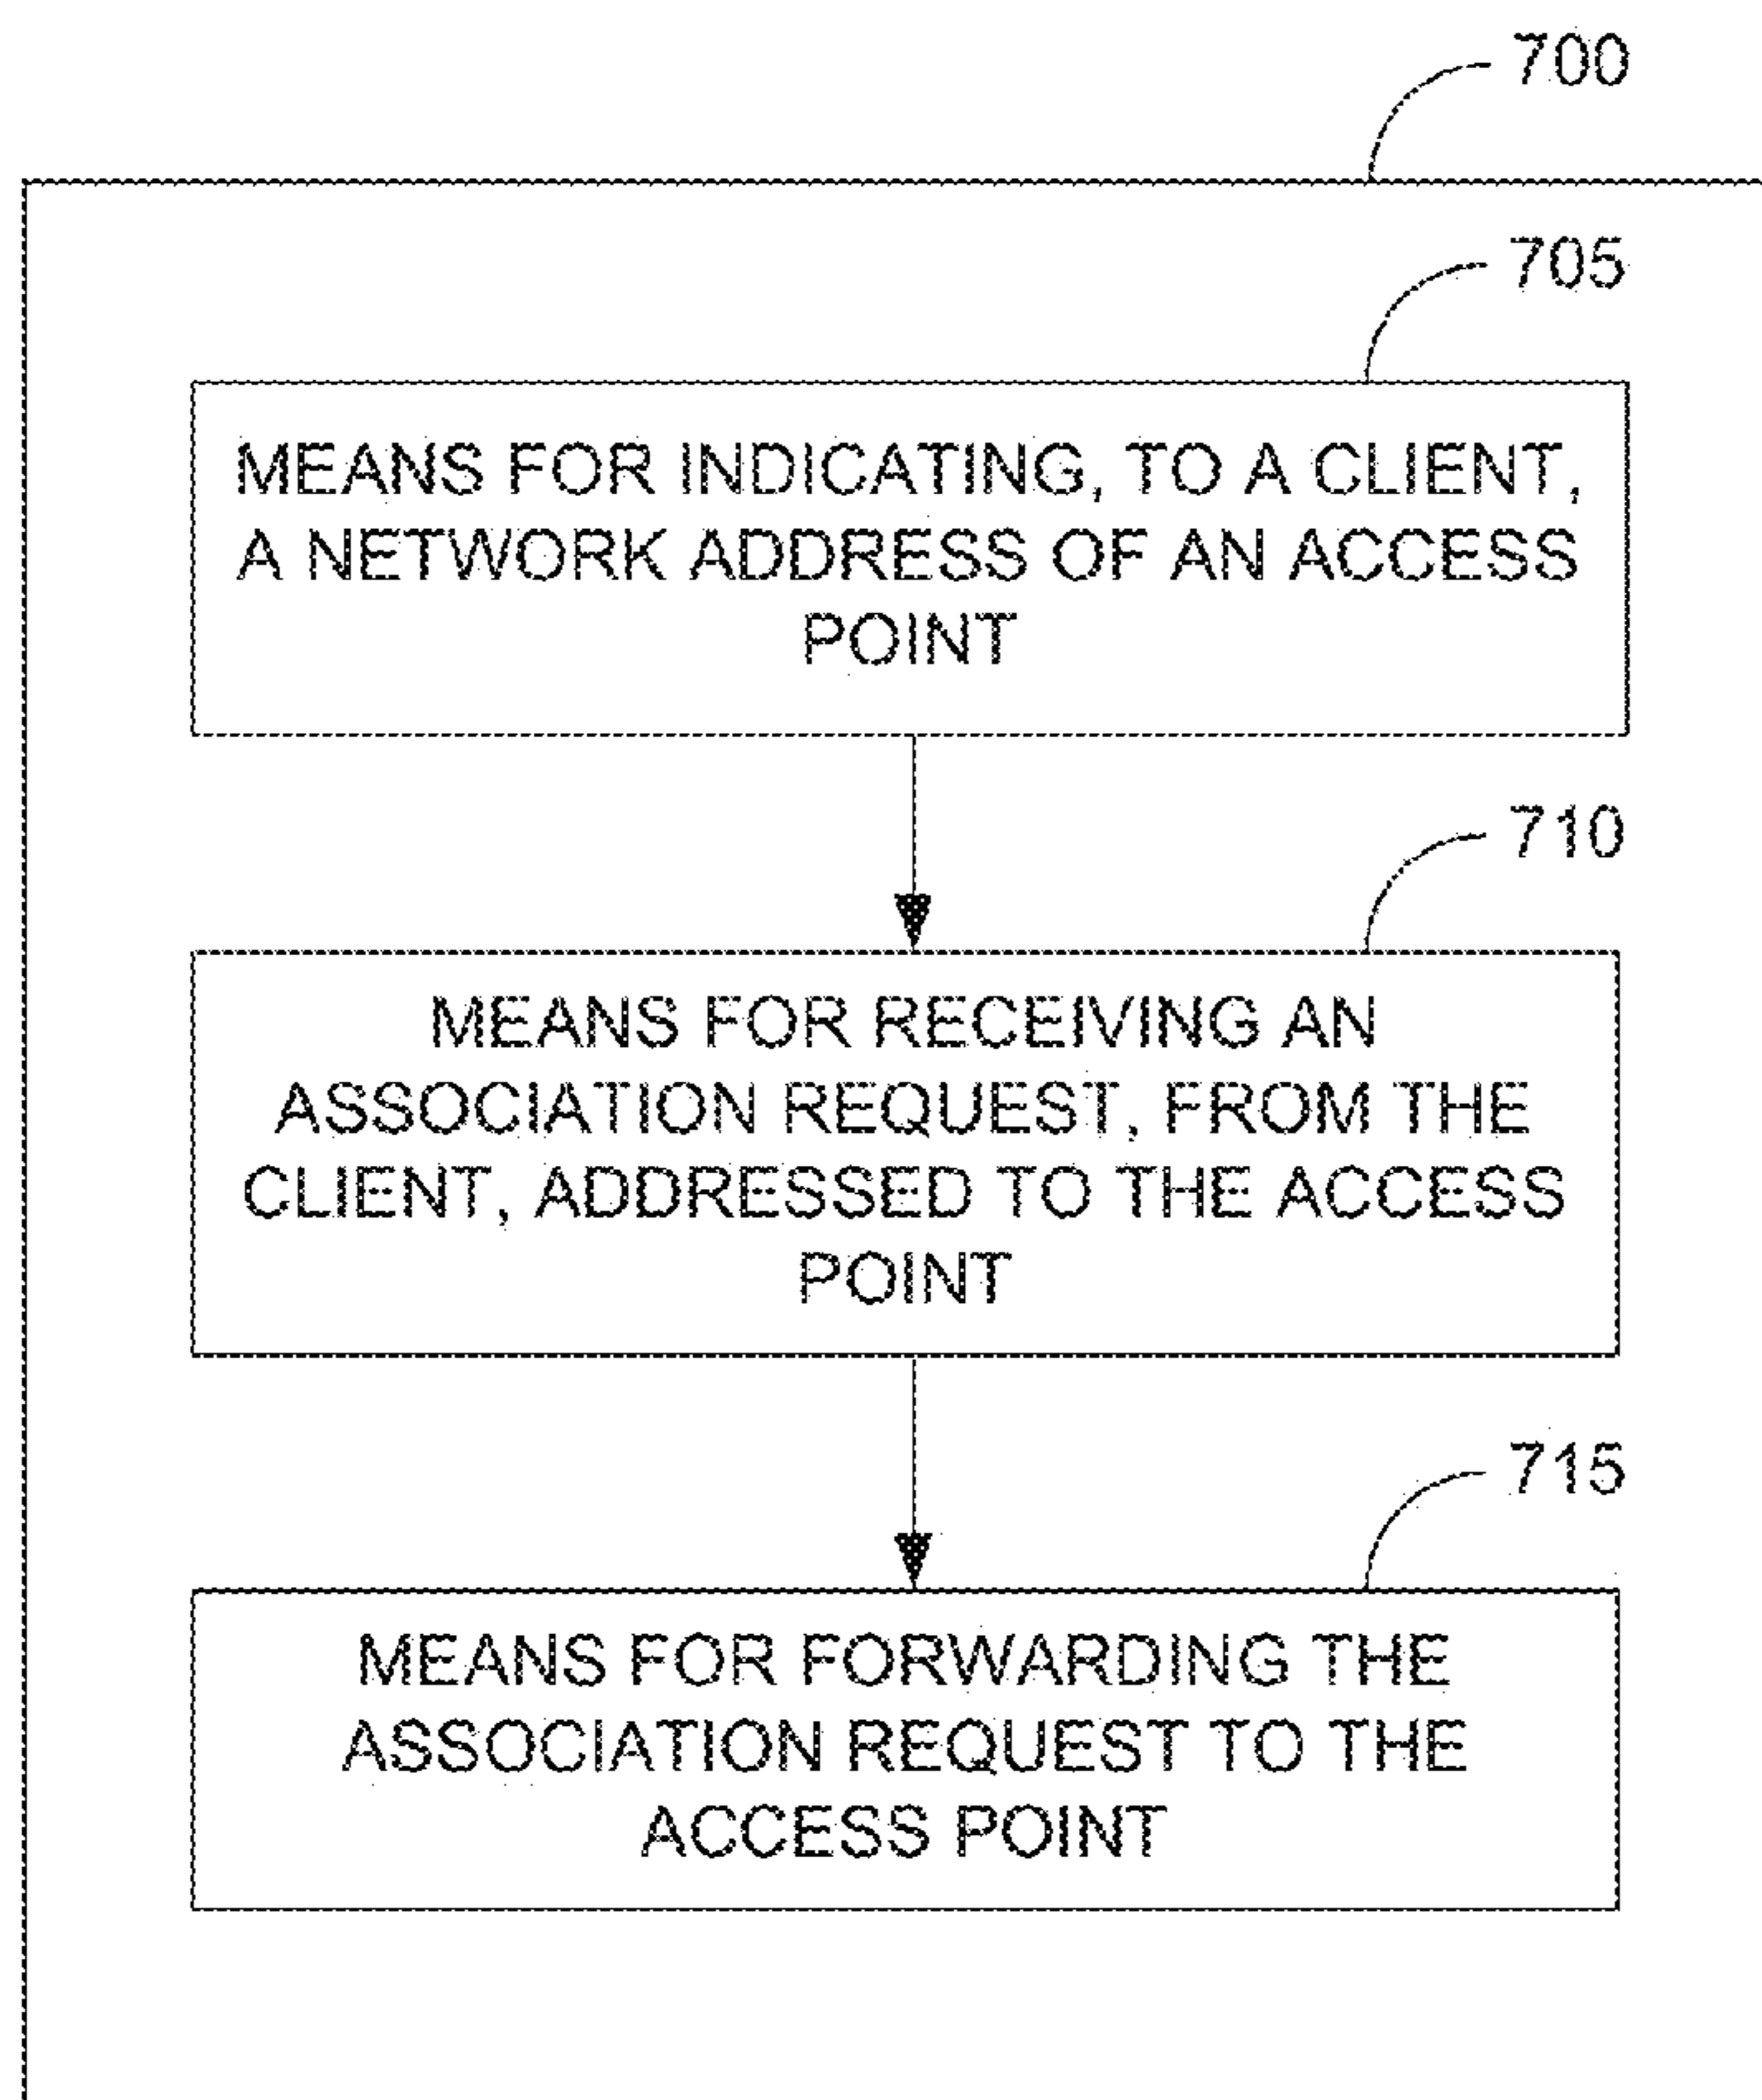 700
705
MEANS FOR INDICATING, TO A CLIENT,
A NETWORK ADDRESS OF AN ACCESS
POINT
710
MEANS FOR RECEIVING AN
ASSOCIATION REQUEST, FROM THE
CLIENT, ADDRESSED TO THE ACCESS
POINT
715
MEANS FOR FORWARDING THE
ASSOCIATION REQUEST TO THE
ACCESS POINT